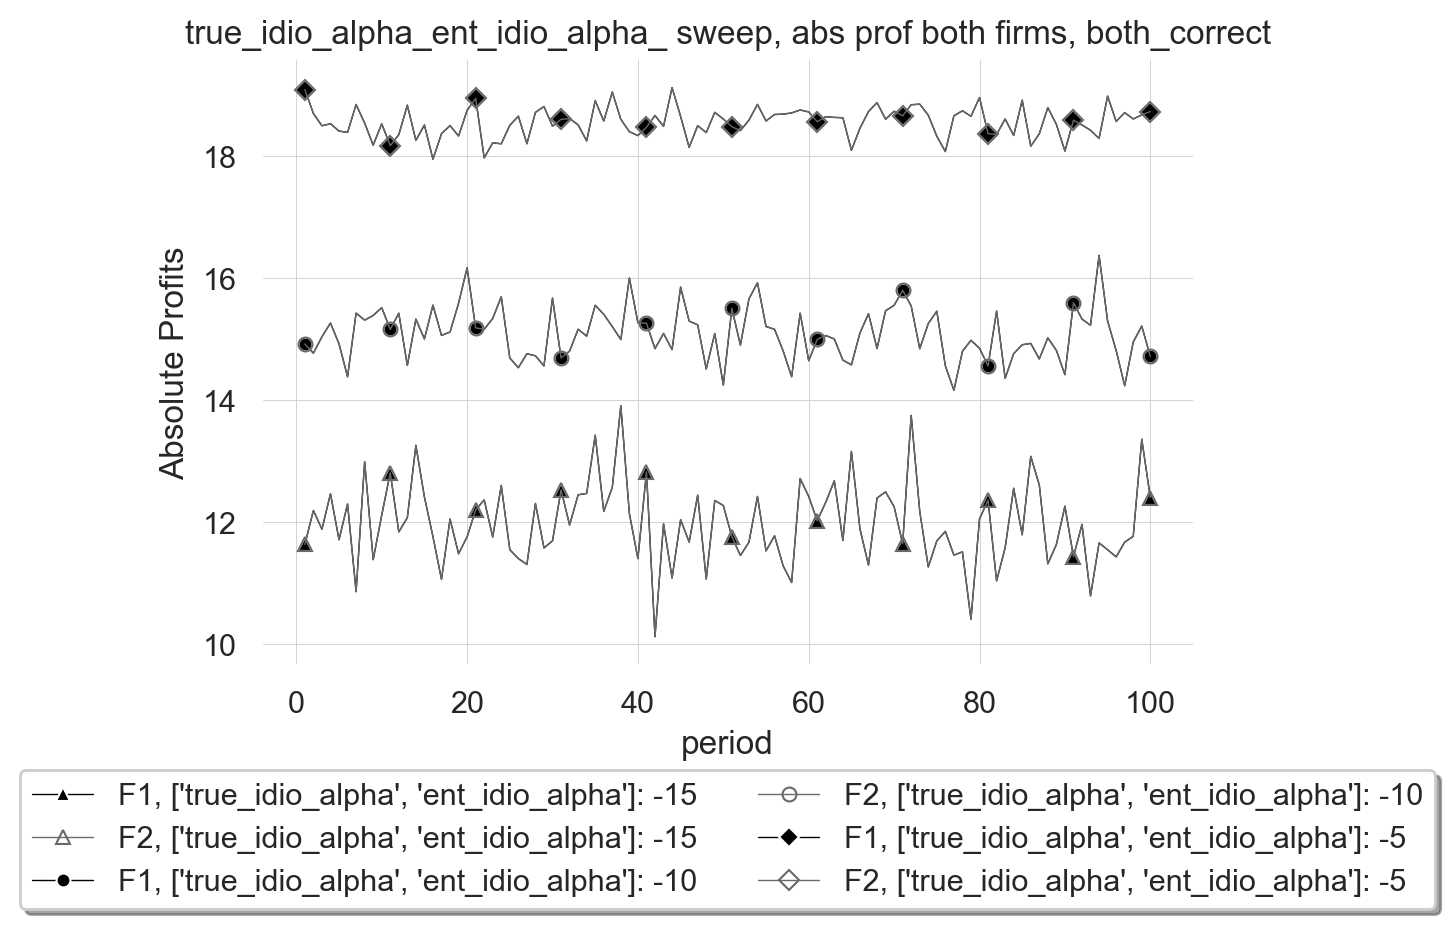 true_idio_alpha_ent_idio_alpha_ sweep, abs prof both firms, both_correct
Absolute Profits
18
16
14
12
10
0 20 40 60 80 100
period
F1, ['true_idio_alpha', 'ent_idio_alpha']: -15
F2, ['true_idio_alpha', 'ent_idio_alpha']: -15
F1, ['true_idio_alpha', 'ent_idio_alpha']: -10
F2, ['true_idio_alpha', 'ent_idio_alpha']: -10
F1, ['true_idio_alpha', 'ent_idio_alpha']: -5
F2, ['true_idio_alpha', 'ent_idio_alpha']: -5